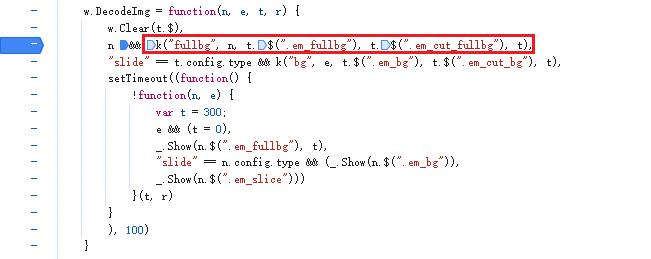 w.DecodeImg = function(n, e, t, r) {
w.Clear(t.$),
n && k("fullbg", n, t.$(".em_fullbg"), t.$(".em_cut_fullbg"), t),
"slide" == t.config.type && k("bg", e, t.$(".em_bg"), t.$(".em_cut_bg"), t),
setTimeout((function() {
!function(n, e) {
var t = 300;
e && (t = 0),
_.Show(n.$(".em_fullbg"), t),
"slide" == n.config.type && (_.Show(n.$(".em_bg")),
_.Show(n.$(".em_slice")))
}(t, r)
}
), 100)
}